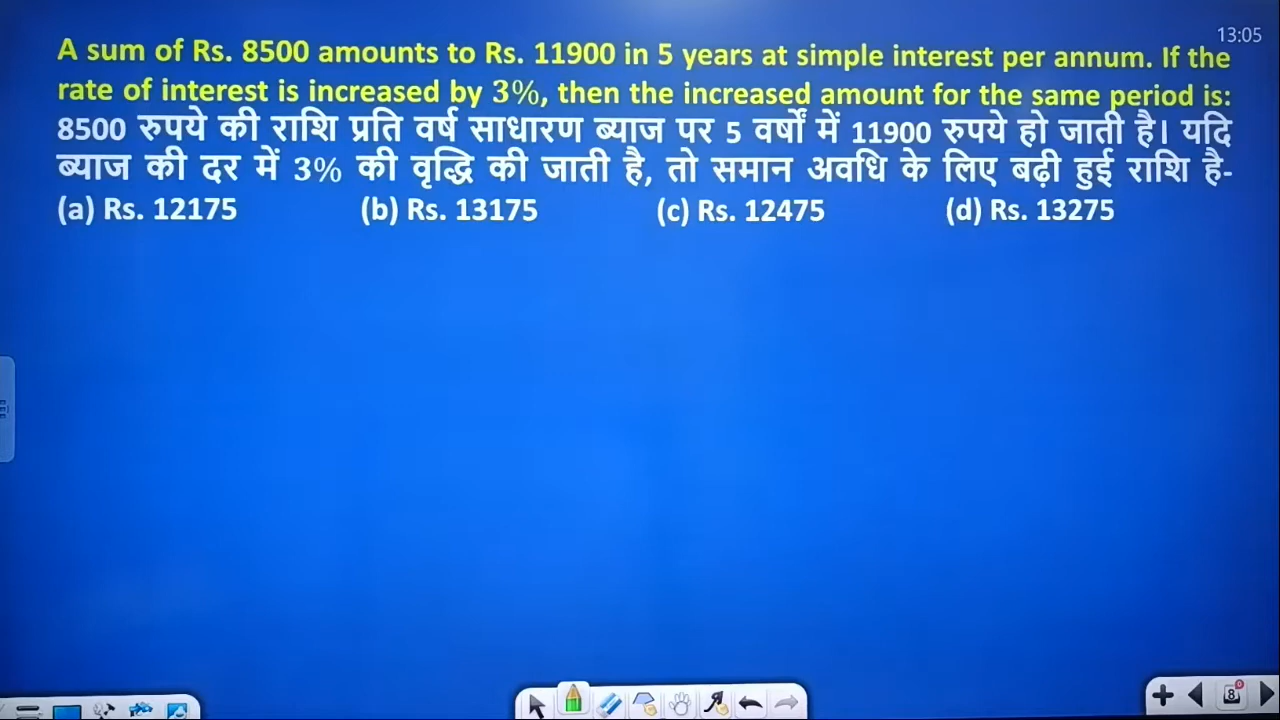 13:05
A sum of Rs. 8500 amounts to Rs. 11900 in 5 years at simple interest per annum. If the
rate of interest is increased by 3%, then the increased amount for the same period is:
8500 रुपये की राशि प्रति वर्ष साधारण ब्याज पर 5 वर्षों में 11900 रुपये हो जाती है। यदि
ब्याज की दर में 3% की वृद्धि की जाती है, तो समान अवधि के लिए बढ़ी हुई राशि है-
(a) Rs. 12175 (b) Rs. 13175 (c) Rs. 12475 (d) Rs. 13275
8